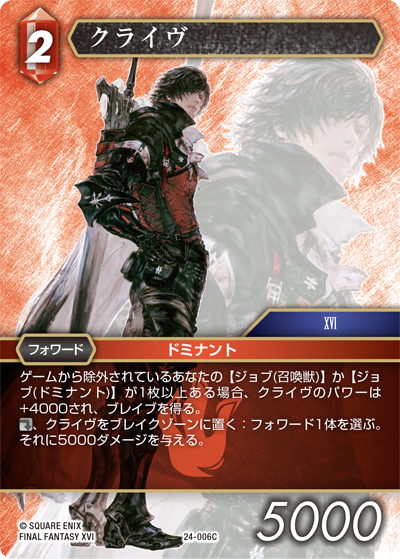 2
クライヴ
XVI
フォワード
ドミナント
ゲームから除外されているあなたの【ジョブ(召喚獣)】か【ジョ
ブ(ドミナント)】が1枚以上ある場合、クライヴのパワーは
+4000され、ブレイブを得る。
、クライヴをブレイクゾーンに置く：フォワード1体を選ぶ。
それに5000ダメージを与える。
© SQUARE ENIX
FINAL FANTASY XVI
24-006C
5000